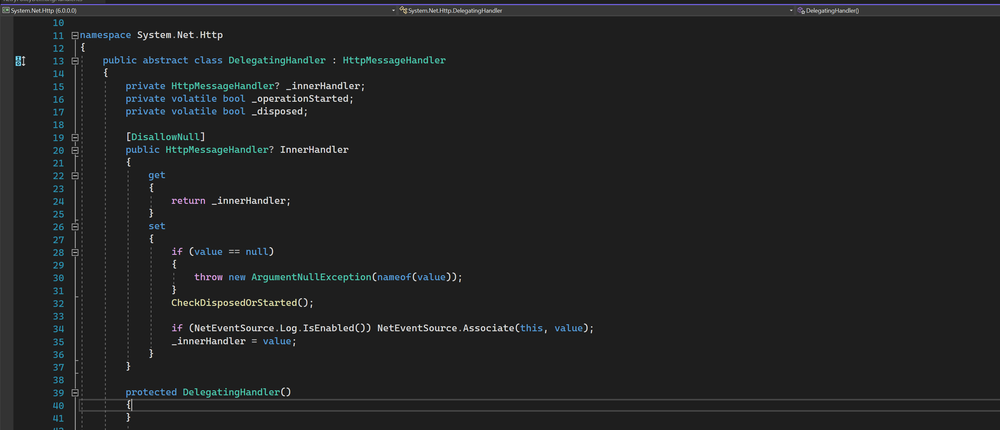 System.Net.Http (6.0.0.0) System.Net.Http.DelegatingHandler DelegatingHandler()
10
11 namespace System.Net.Http
12 {
13 public abstract class DelegatingHandler : HttpMessageHandler
14 {
15 private HttpMessageHandler? _innerHandler;
16 private volatile bool _operationStarted;
17 private volatile bool _disposed;
18
19 [DisallowNull]
20 public HttpMessageHandler? InnerHandler
21 {
22 get
23 {
24 return _innerHandler;
25 }
26 set
27 {
28 if (value == null)
29 {
30 throw new ArgumentNullException(nameof(value));
31 }
32 CheckDisposedOrStarted();
33
34 if (NetEventSource.Log.IsEnabled()) NetEventSource.Associate(this, value);
35 _innerHandler = value;
36 }
37 }
38
39 protected DelegatingHandler()
40 {
41 }